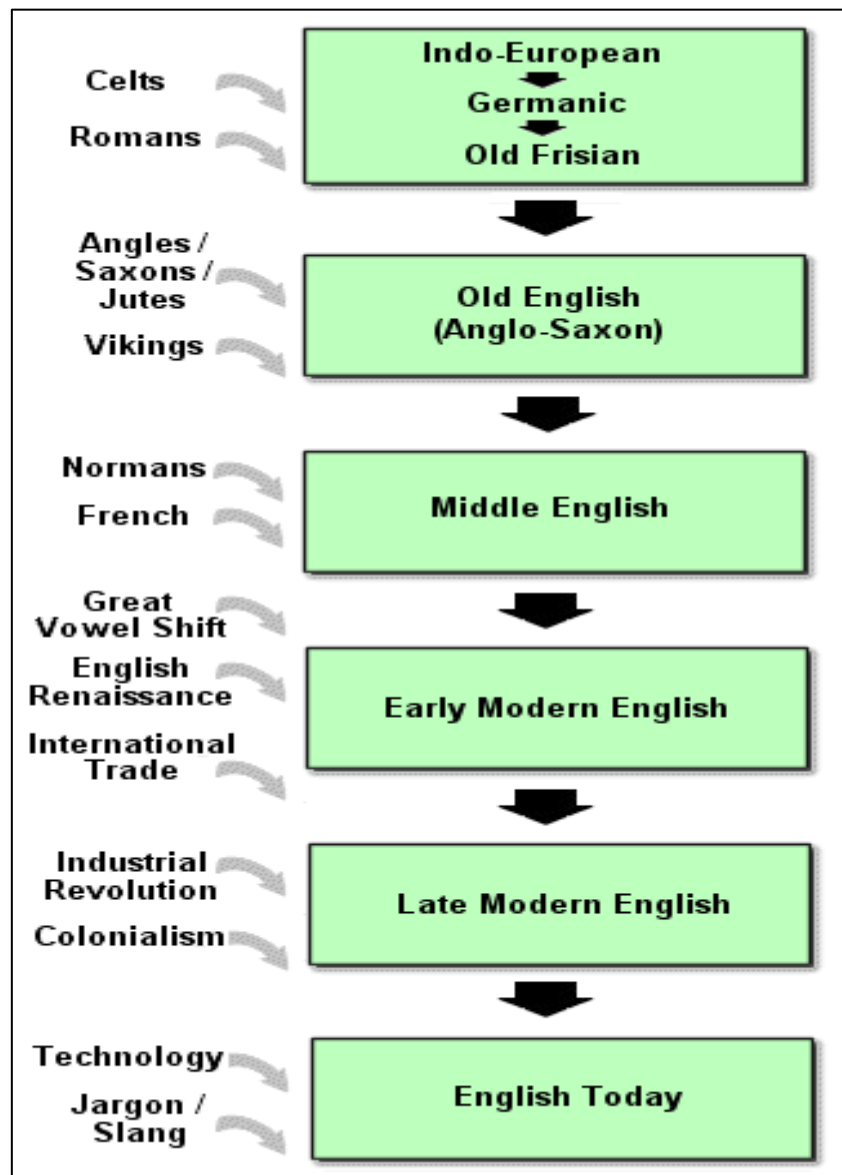 Celts
Romans
Indo-European
Germanic
Old Frisian
Angles /
Saxons /
Jutes
Vikings
Old English
(Anglo-Saxon)
Normans
French
Middle English
Great
Vowel Shift
English
Renaissance
International
Trade
Early Modern English
Industrial
Revolution
Colonialism
Late Modern English
Technology
Jargon /
Slang
English Today